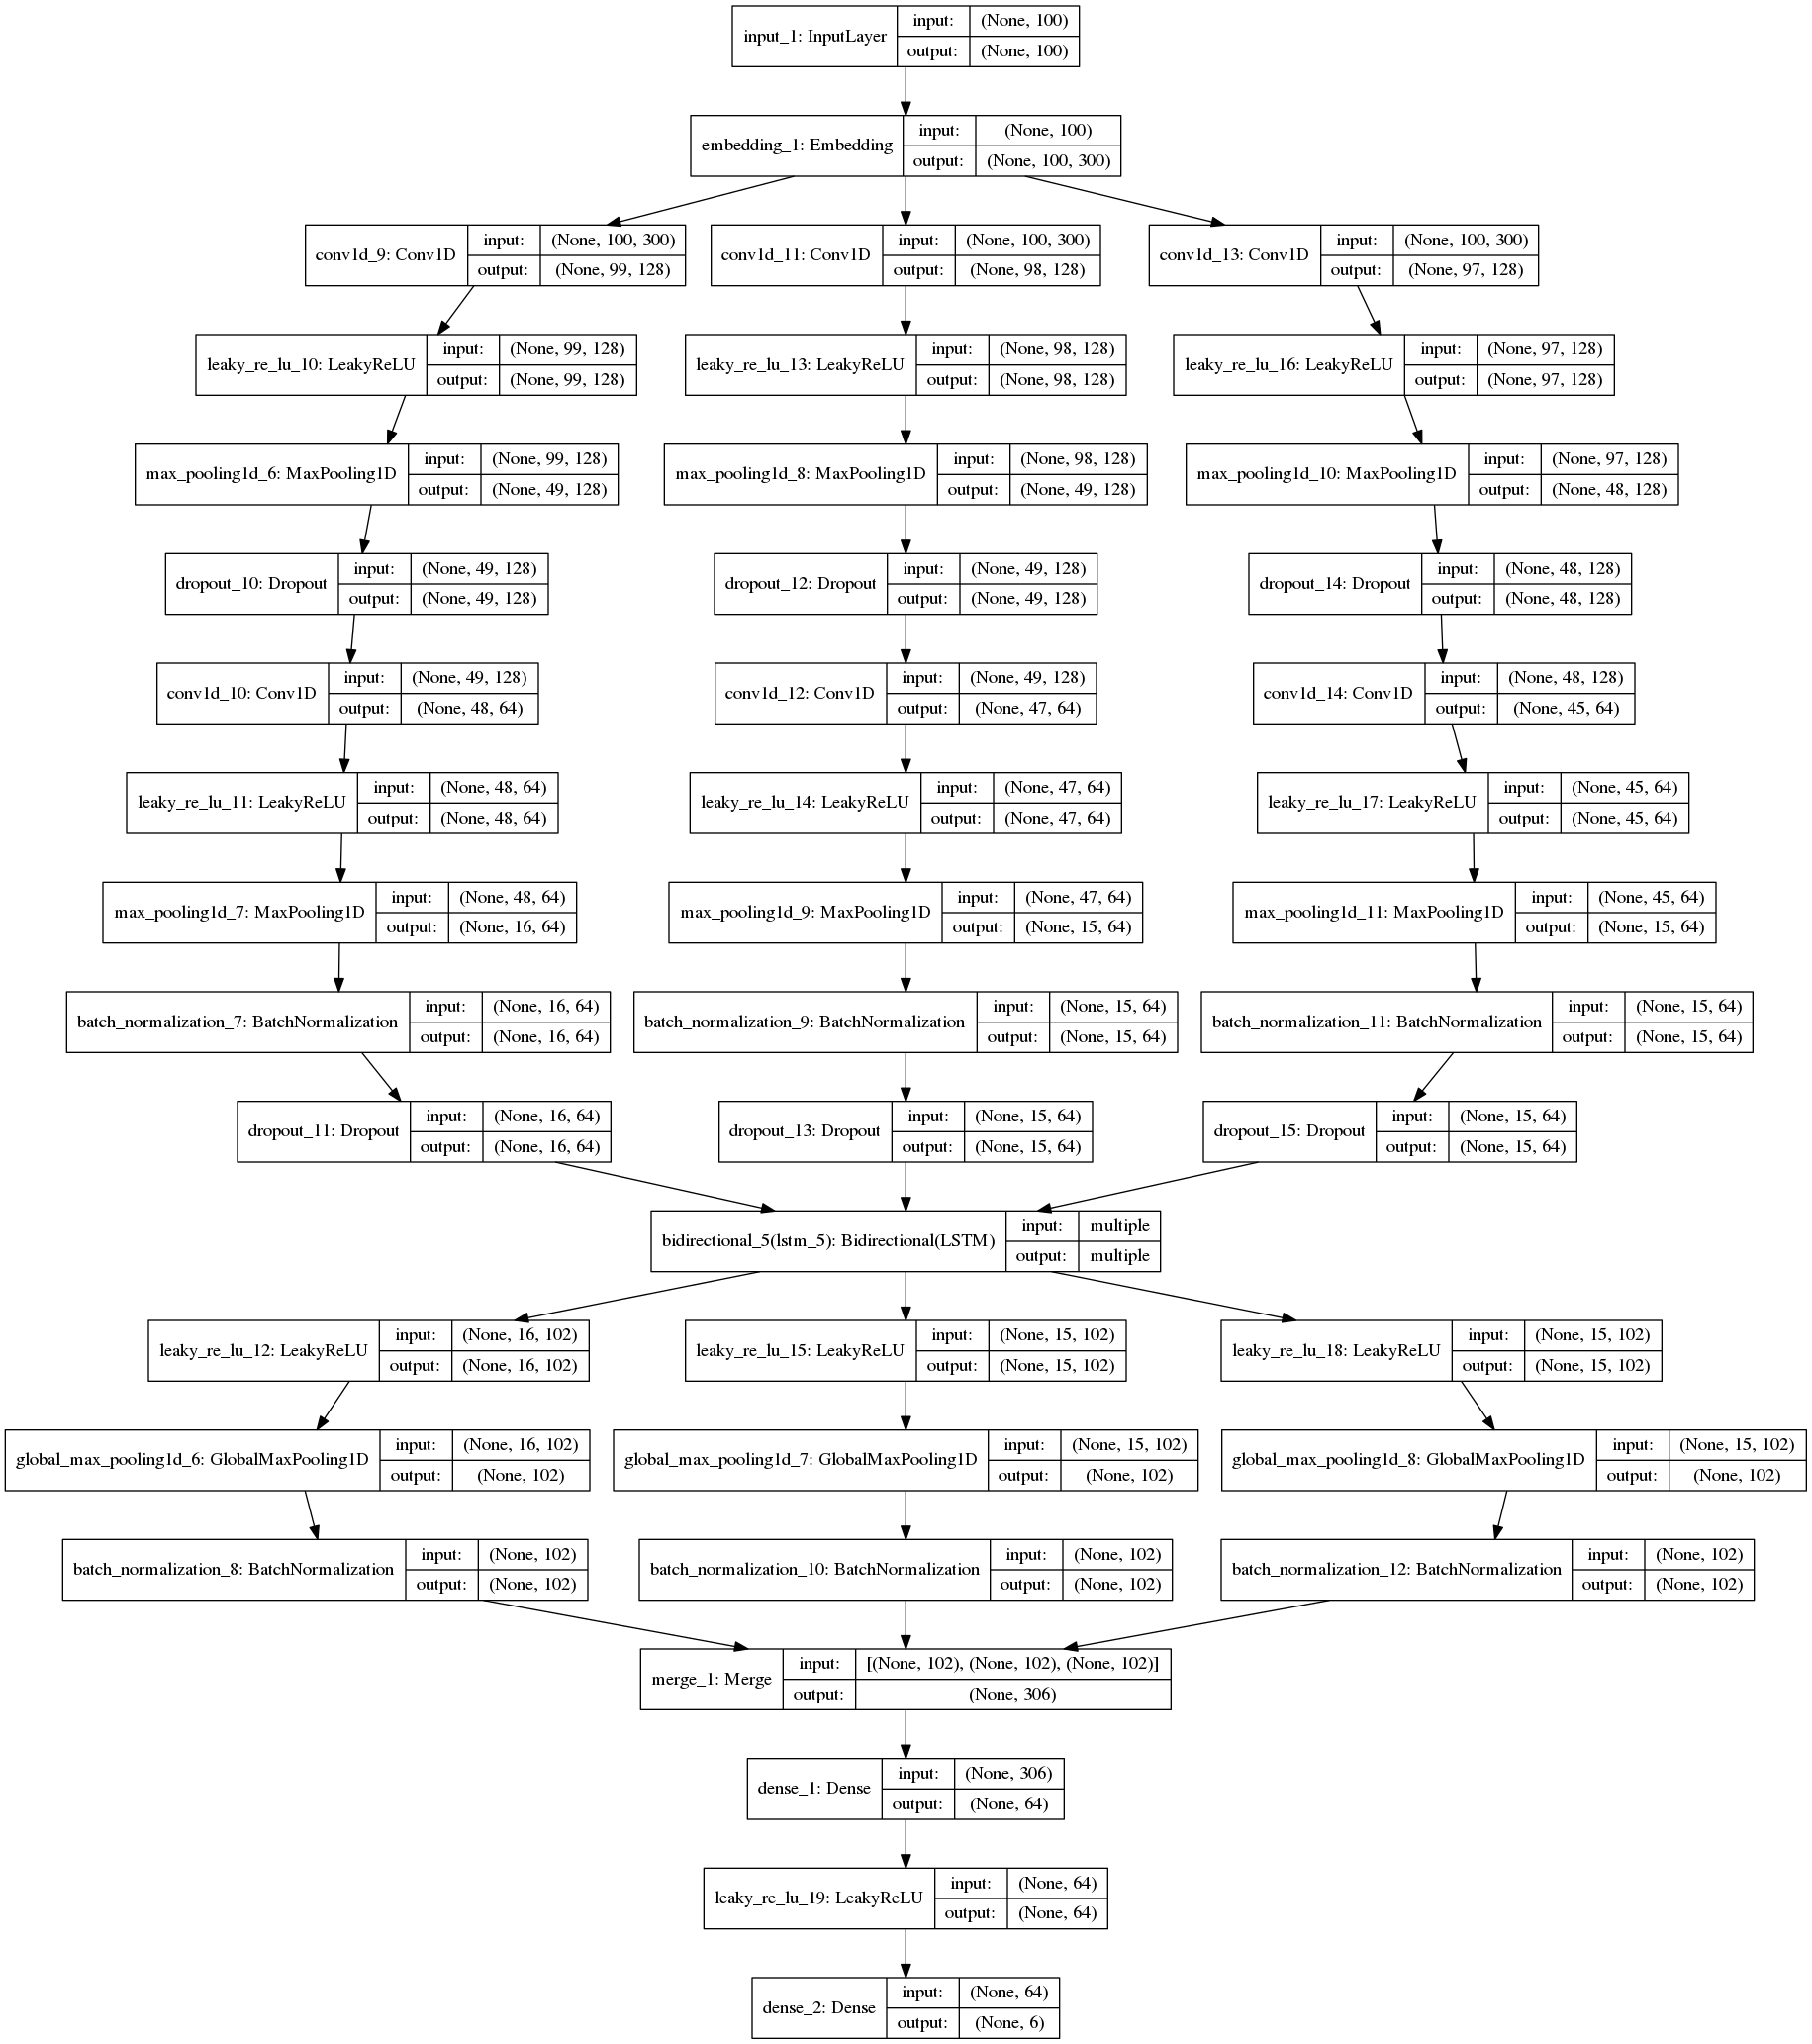 input_1: InputLayer input: (None, 100)
output: (None, 100)
embedding_1: Embedding input: (None, 100)
output: (None, 100, 300)
conv1d_9: Conv1D input: (None, 100, 300)
output: (None, 99, 128)
conv1d_11: Conv1D input: (None, 100, 300)
output: (None, 98, 128)
conv1d_13: Conv1D input: (None, 100, 300)
output: (None, 97, 128)
leaky_re_lu_10: LeakyReLU input: (None, 99, 128)
output: (None, 99, 128)
leaky_re_lu_13: LeakyReLU input: (None, 98, 128)
output: (None, 98, 128)
leaky_re_lu_16: LeakyReLU input: (None, 97, 128)
output: (None, 97, 128)
max_pooling1d_6: MaxPooling1D input: (None, 99, 128)
output: (None, 49, 128)
max_pooling1d_8: MaxPooling1D input: (None, 98, 128)
output: (None, 49, 128)
max_pooling1d_10: MaxPooling1D input: (None, 97, 128)
output: (None, 48, 128)
dropout_10: Dropout input: (None, 49, 128)
output: (None, 49, 128)
dropout_12: Dropout input: (None, 49, 128)
output: (None, 49, 128)
dropout_14: Dropout input: (None, 48, 128)
output: (None, 48, 128)
conv1d_10: Conv1D input: (None, 49, 128)
output: (None, 48, 64)
conv1d_12: Conv1D input: (None, 49, 128)
output: (None, 47, 64)
conv1d_14: Conv1D input: (None, 48, 128)
output: (None, 45, 64)
leaky_re_lu_11: LeakyReLU input: (None, 48, 64)
output: (None, 48, 64)
leaky_re_lu_14: LeakyReLU input: (None, 47, 64)
output: (None, 47, 64)
leaky_re_lu_17: LeakyReLU input: (None, 45, 64)
output: (None, 45, 64)
max_pooling1d_7: MaxPooling1D input: (None, 48, 64)
output: (None, 16, 64)
max_pooling1d_9: MaxPooling1D input: (None, 47, 64)
output: (None, 15, 64)
max_pooling1d_11: MaxPooling1D input: (None, 45, 64)
output: (None, 15, 64)
batch_normalization_7: BatchNormalization input: (None, 16, 64)
output: (None, 16, 64)
batch_normalization_9: BatchNormalization input: (None, 15, 64)
output: (None, 15, 64)
batch_normalization_11: BatchNormalization input: (None, 15, 64)
output: (None, 15, 64)
dropout_11: Dropout input: (None, 16, 64)
output: (None, 16, 64)
dropout_13: Dropout input: (None, 15, 64)
output: (None, 15, 64)
dropout_15: Dropout input: (None, 15, 64)
output: (None, 15, 64)
bidirectional_5(lstm_5): Bidirectional(LSTM) input: multiple
output: multiple
leaky_re_lu_12: LeakyReLU input: (None, 16, 102)
output: (None, 16, 102)
leaky_re_lu_15: LeakyReLU input: (None, 15, 102)
output: (None, 15, 102)
leaky_re_lu_18: LeakyReLU input: (None, 15, 102)
output: (None, 15, 102)
global_max_pooling1d_6: GlobalMaxPooling1D input: (None, 16, 102)
output: (None, 102)
global_max_pooling1d_7: GlobalMaxPooling1D input: (None, 15, 102)
output: (None, 102)
global_max_pooling1d_8: GlobalMaxPooling1D input: (None, 15, 102)
output: (None, 102)
batch_normalization_8: BatchNormalization input: (None, 102)
output: (None, 102)
batch_normalization_10: BatchNormalization input: (None, 102)
output: (None, 102)
batch_normalization_12: BatchNormalization input: (None, 102)
output: (None, 102)
merge_1: Merge input: [(None, 102), (None, 102), (None, 102)]
output: (None, 306)
dense_1: Dense input: (None, 306)
output: (None, 64)
leaky_re_lu_19: LeakyReLU input: (None, 64)
output: (None, 64)
dense_2: Dense input: (None, 64)
output: (None, 6)